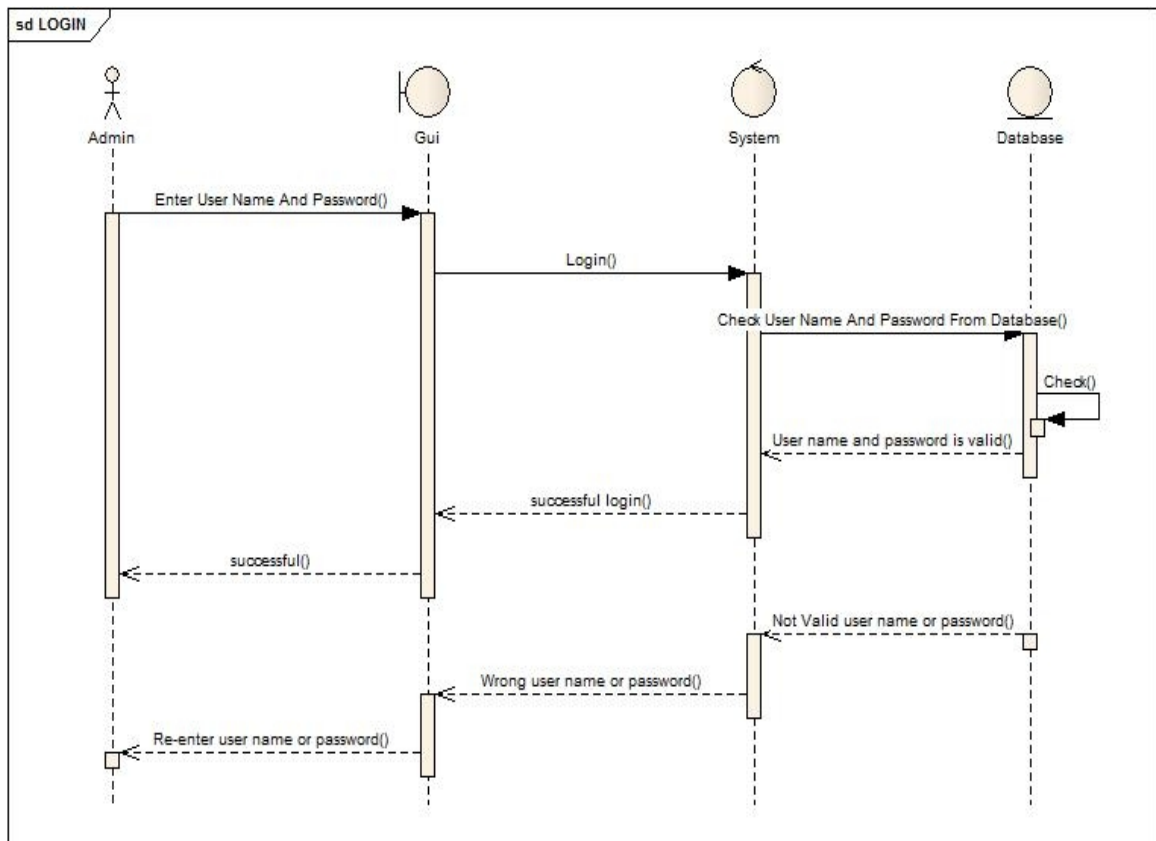 sd LOGIN
Admin
Gui
System
Database
Enter User Name And Password()
Login()
Check User Name And Password From Database()
Check()
User name and password is valid()
successful login()
successful()
Not Valid user name or password()
Wrong user name or password()
Re-enter user name or password()